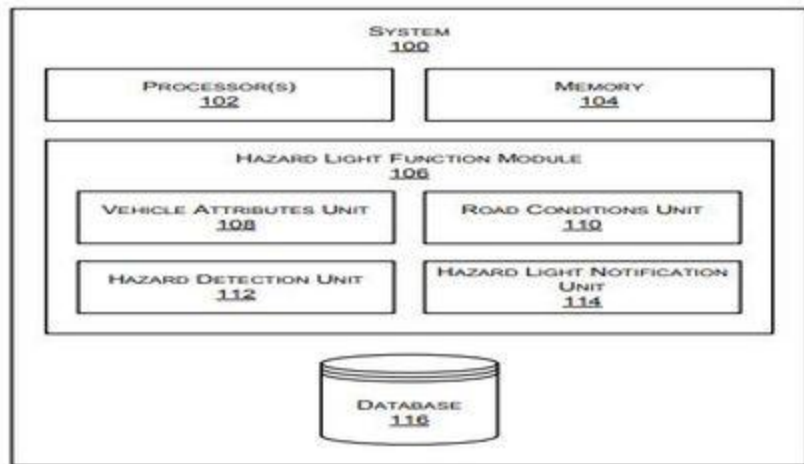 SYSTEM
100
PROCESSOR(S)
102
MEMORY
104
HAZARD LIGHT FUNCTION MODULE
106
VEHICLE ATTRIBUTES UNIT
108
ROAD CONDITIONS UNIT
110
HAZARD DETECTION UNIT
112
HAZARD LIGHT NOTIFICATION
UNIT
114
DATABASE
116